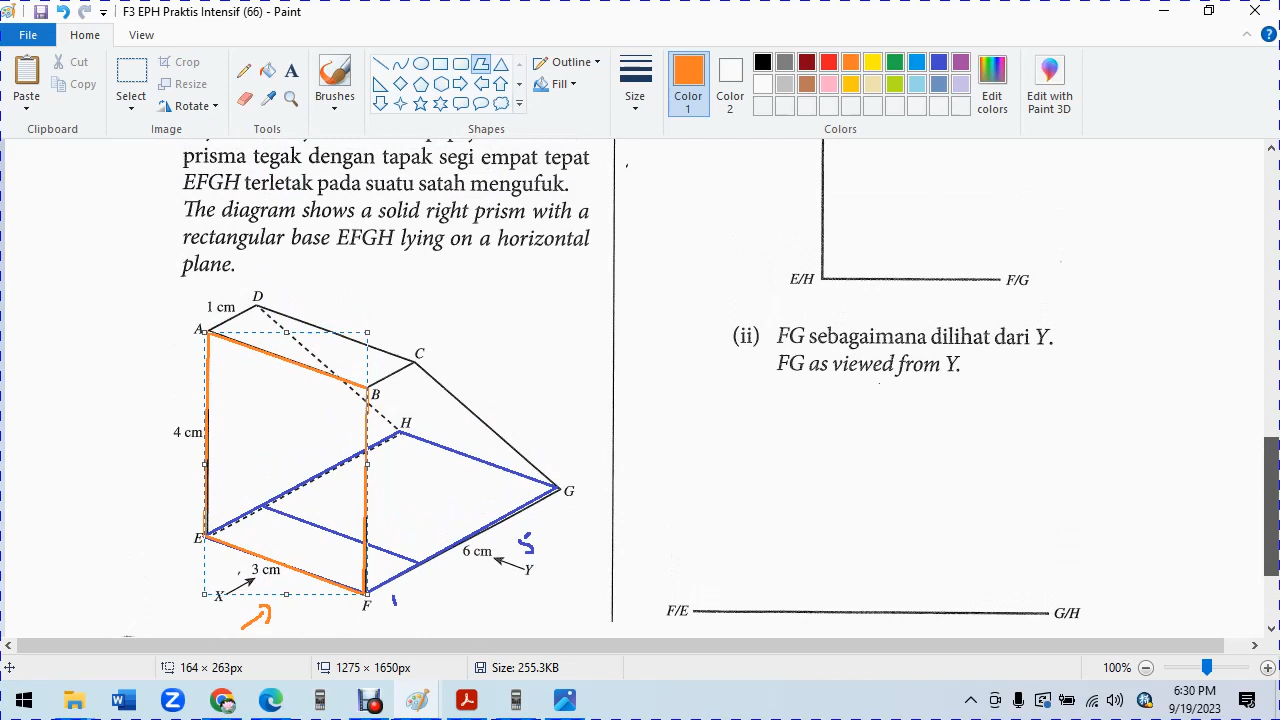 F3 EPH Praktis Intensif (66) - Paint
File Home View
Paste Cut Copy
Clipboard
Select Crop Resize Rotate
Image
A
Tools
Brushes
Outline Fill
Shapes
Size
Color 1
Color 2
Edit colors
Edit with Paint 3D
Colors
prisma tegak dengan tapak segi empat tepat
EFGH terletak pada suatu satah mengufuk.
The diagram shows a solid right prism with a
rectangular base EFGH lying on a horizontal
plane.
D
1 cm
A
C
B
H
4 cm
G
E
5
6 cm
3 cm
Y
X
F
1
E/H F/G
(ii) FG sebagaimana dilihat dari Y.
FG as viewed from Y.
F/E G/H
164 × 263px 1275 × 1650px Size: 255.3KB 100%
6:30 PM
9/19/2023